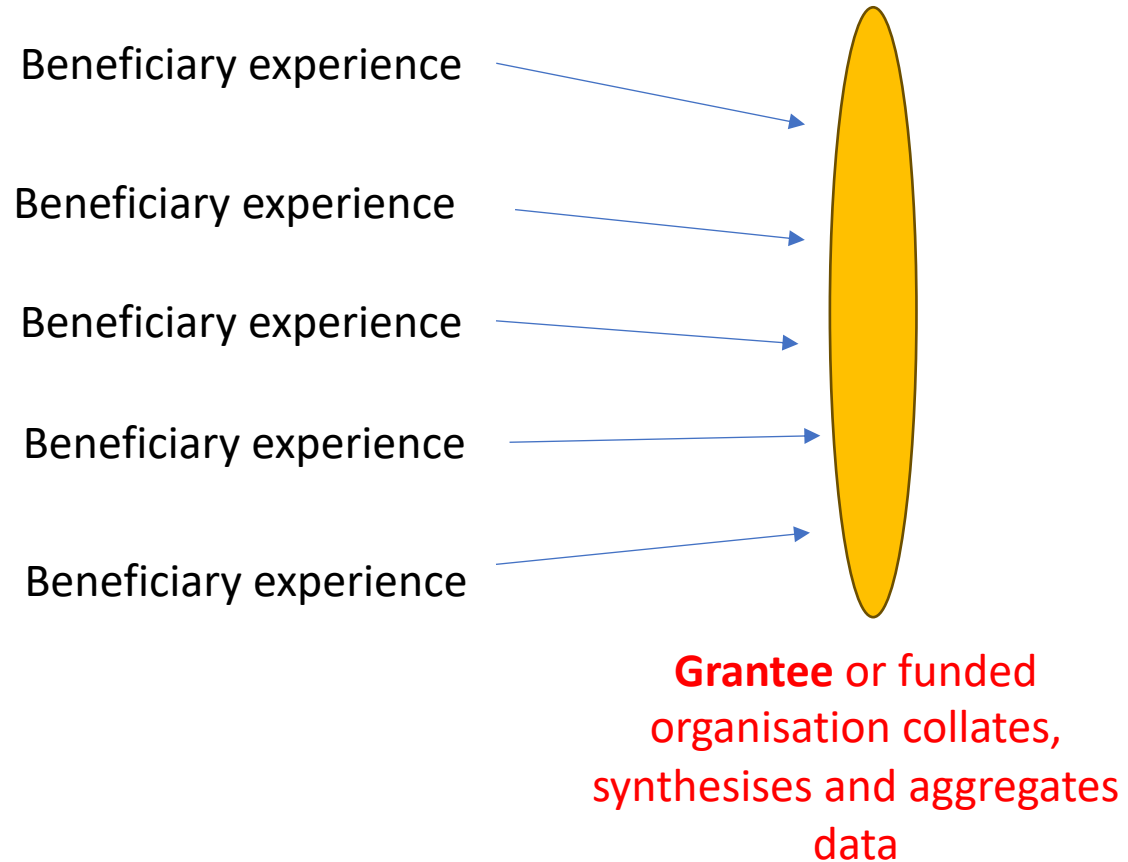 Beneficiary experience
Beneficiary experience
Beneficiary experience
Beneficiary experience
Beneficiary experience
Grantee or funded
organisation collates,
synthesises and aggregates
data